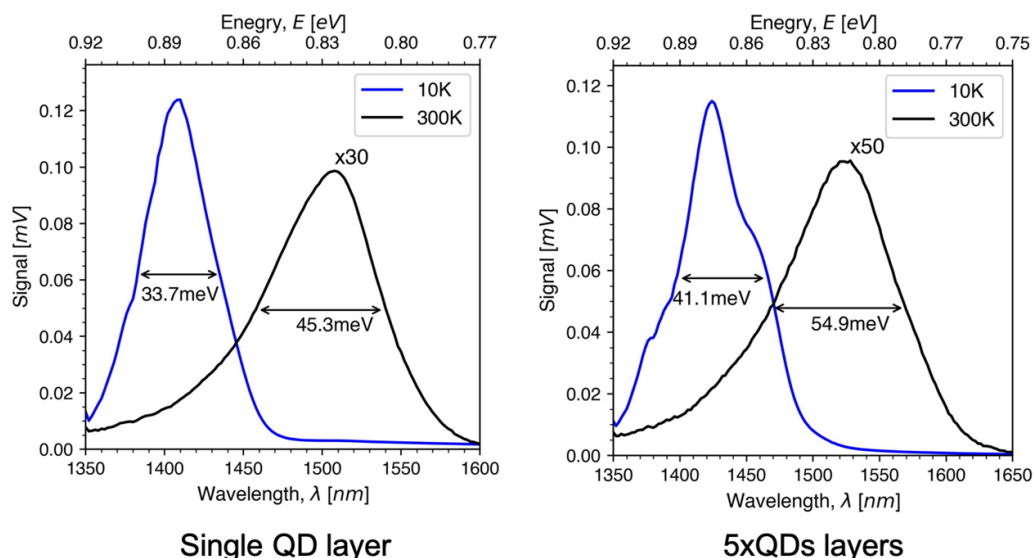 Enegry, E [eV]
0.92 0.89 0.86 0.83 0.80 0.77
0.12
0.10
0.08
0.06
0.04
0.02
0.00
Signal [mV]
10K
300K
x30
33.7meV
45.3meV
1350 1400 1450 1500 1550 1600
Wavelength, λ [nm]
Single QD layer
Enegry, E [eV]
0.92 0.89 0.86 0.83 0.80 0.77 0.75
0.12
0.10
0.08
0.06
0.04
0.02
0.00
Signal [mV]
10K
300K
x50
41.1meV
54.9meV
1350 1400 1450 1500 1550 1600 1650
Wavelength, λ [nm]
5xQDs layers